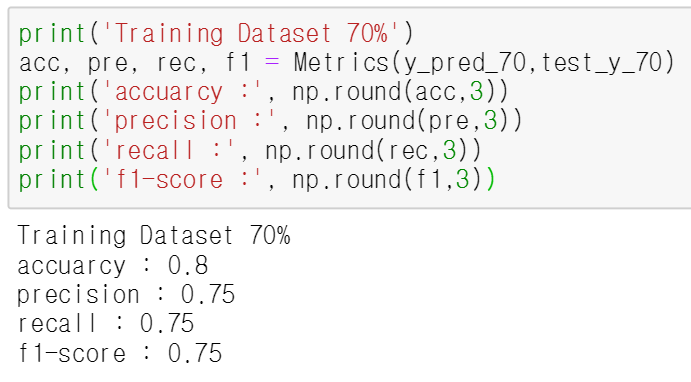 print('Training Dataset 70%')
acc, pre, rec, f1 = Metrics(y_pred_70,test_y_70)
print('accuarcy :', np.round(acc,3))
print('precision :', np.round(pre,3))
print('recall :', np.round(rec,3))
print('f1-score :', np.round(f1,3))
Training Dataset 70%
accuarcy : 0.8
precision : 0.75
recall : 0.75
f1-score : 0.75